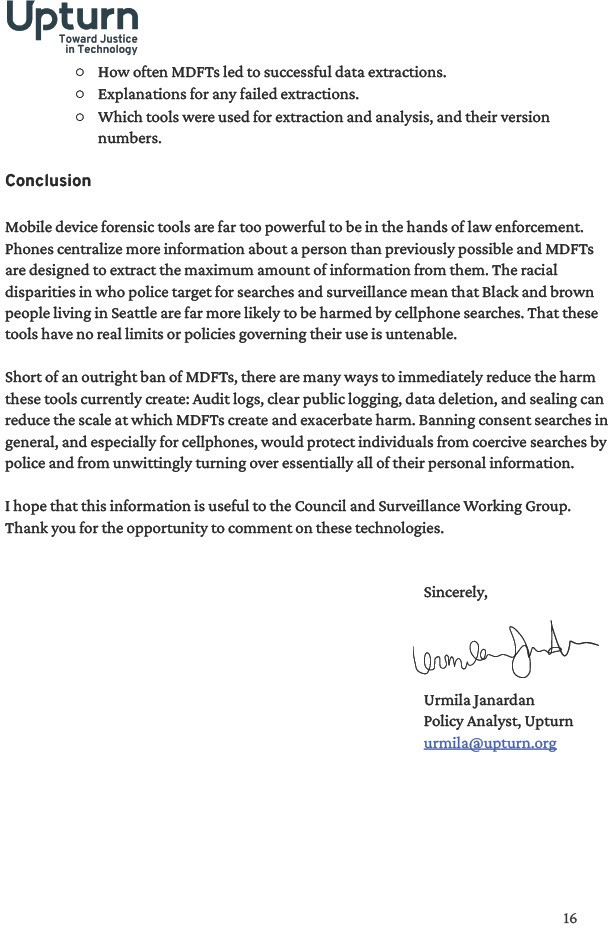 Upturn
Toward Justice
in Technology
○ How often MDFTs led to successful data extractions.
○ Explanations for any failed extractions.
○ Which tools were used for extraction and analysis, and their version
numbers.
Conclusion
Mobile device forensic tools are far too powerful to be in the hands of law enforcement.
Phones centralize more information about a person than previously possible and MDFTs
are designed to extract the maximum amount of information from them. The racial
disparities in who police target for searches and surveillance mean that Black and brown
people living in Seattle are far more likely to be harmed by cellphone searches. That these
tools have no real limits or policies governing their use is untenable.
Short of an outright ban of MDFTs, there are many ways to immediately reduce the harm
these tools currently create: Audit logs, clear public logging, data deletion, and sealing can
reduce the scale at which MDFTs create and exacerbate harm. Banning consent searches in
general, and especially for cellphones, would protect individuals from coercive searches by
police and from unwittingly turning over essentially all of their personal information.
I hope that this information is useful to the Council and Surveillance Working Group.
Thank you for the opportunity to comment on these technologies.
Sincerely,
Urmila Janardan
Policy Analyst, Upturn
urmila@upturn.org
16